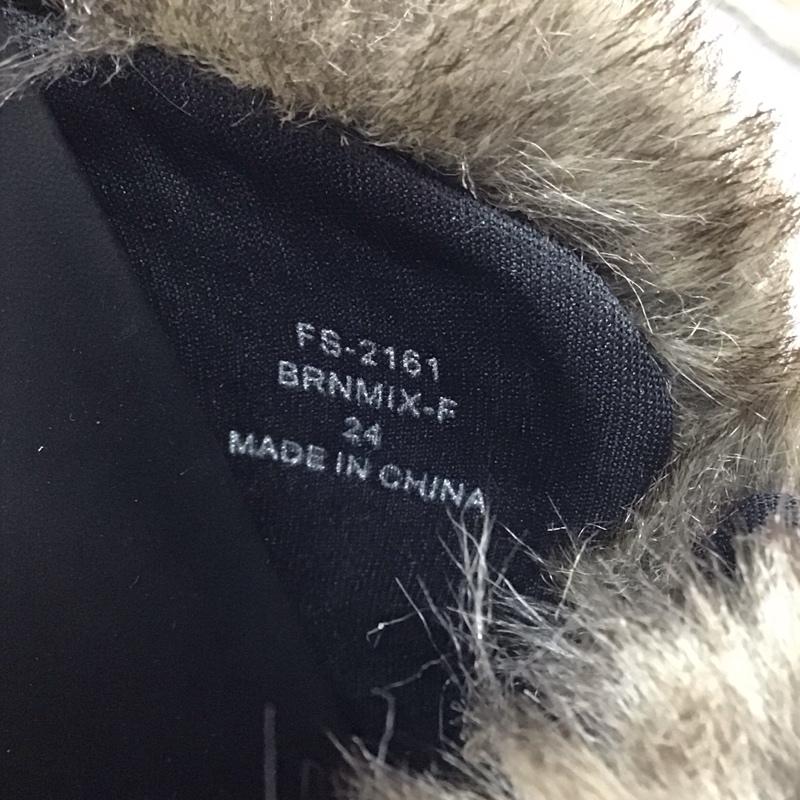 FS-2161
BRNMIX-F
24
MADE IN CHINA